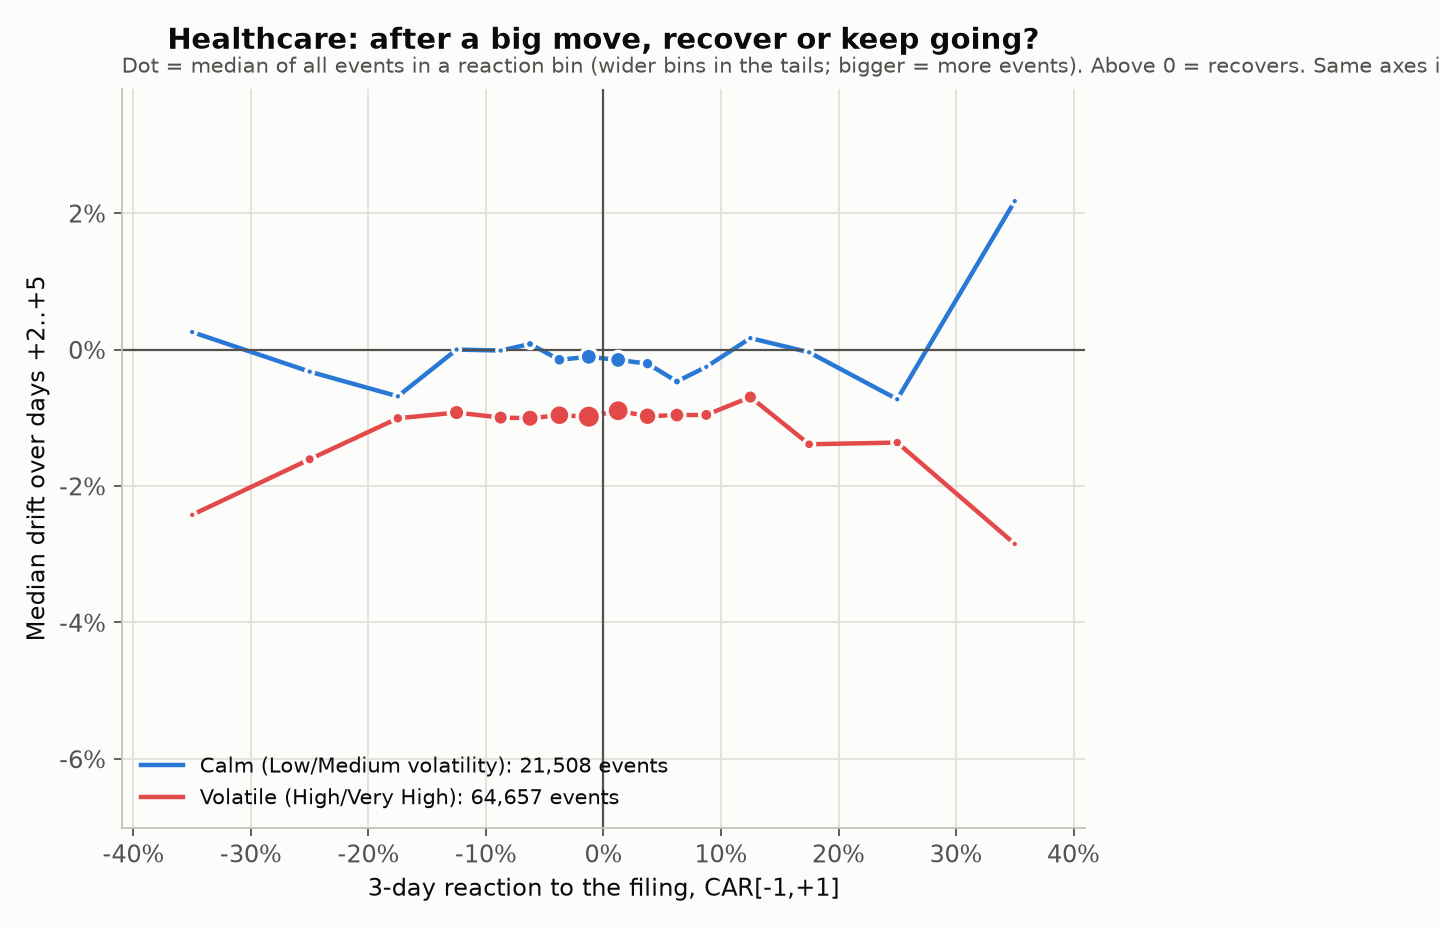 Healthcare: after a big move, recover or keep going?
Dot = median of all events in a reaction bin (wider bins in the tails; bigger = more events). Above 0 = recovers. Same axes i
Median drift over days +2..+5
2%
0%
-2%
-4%
-6%
Calm (Low/Medium volatility): 21,508 events
Volatile (High/Very High): 64,657 events
-40%
-30%
-20%
-10%
0%
10%
20%
30%
40%
3-day reaction to the filing, CAR[-1,+1]